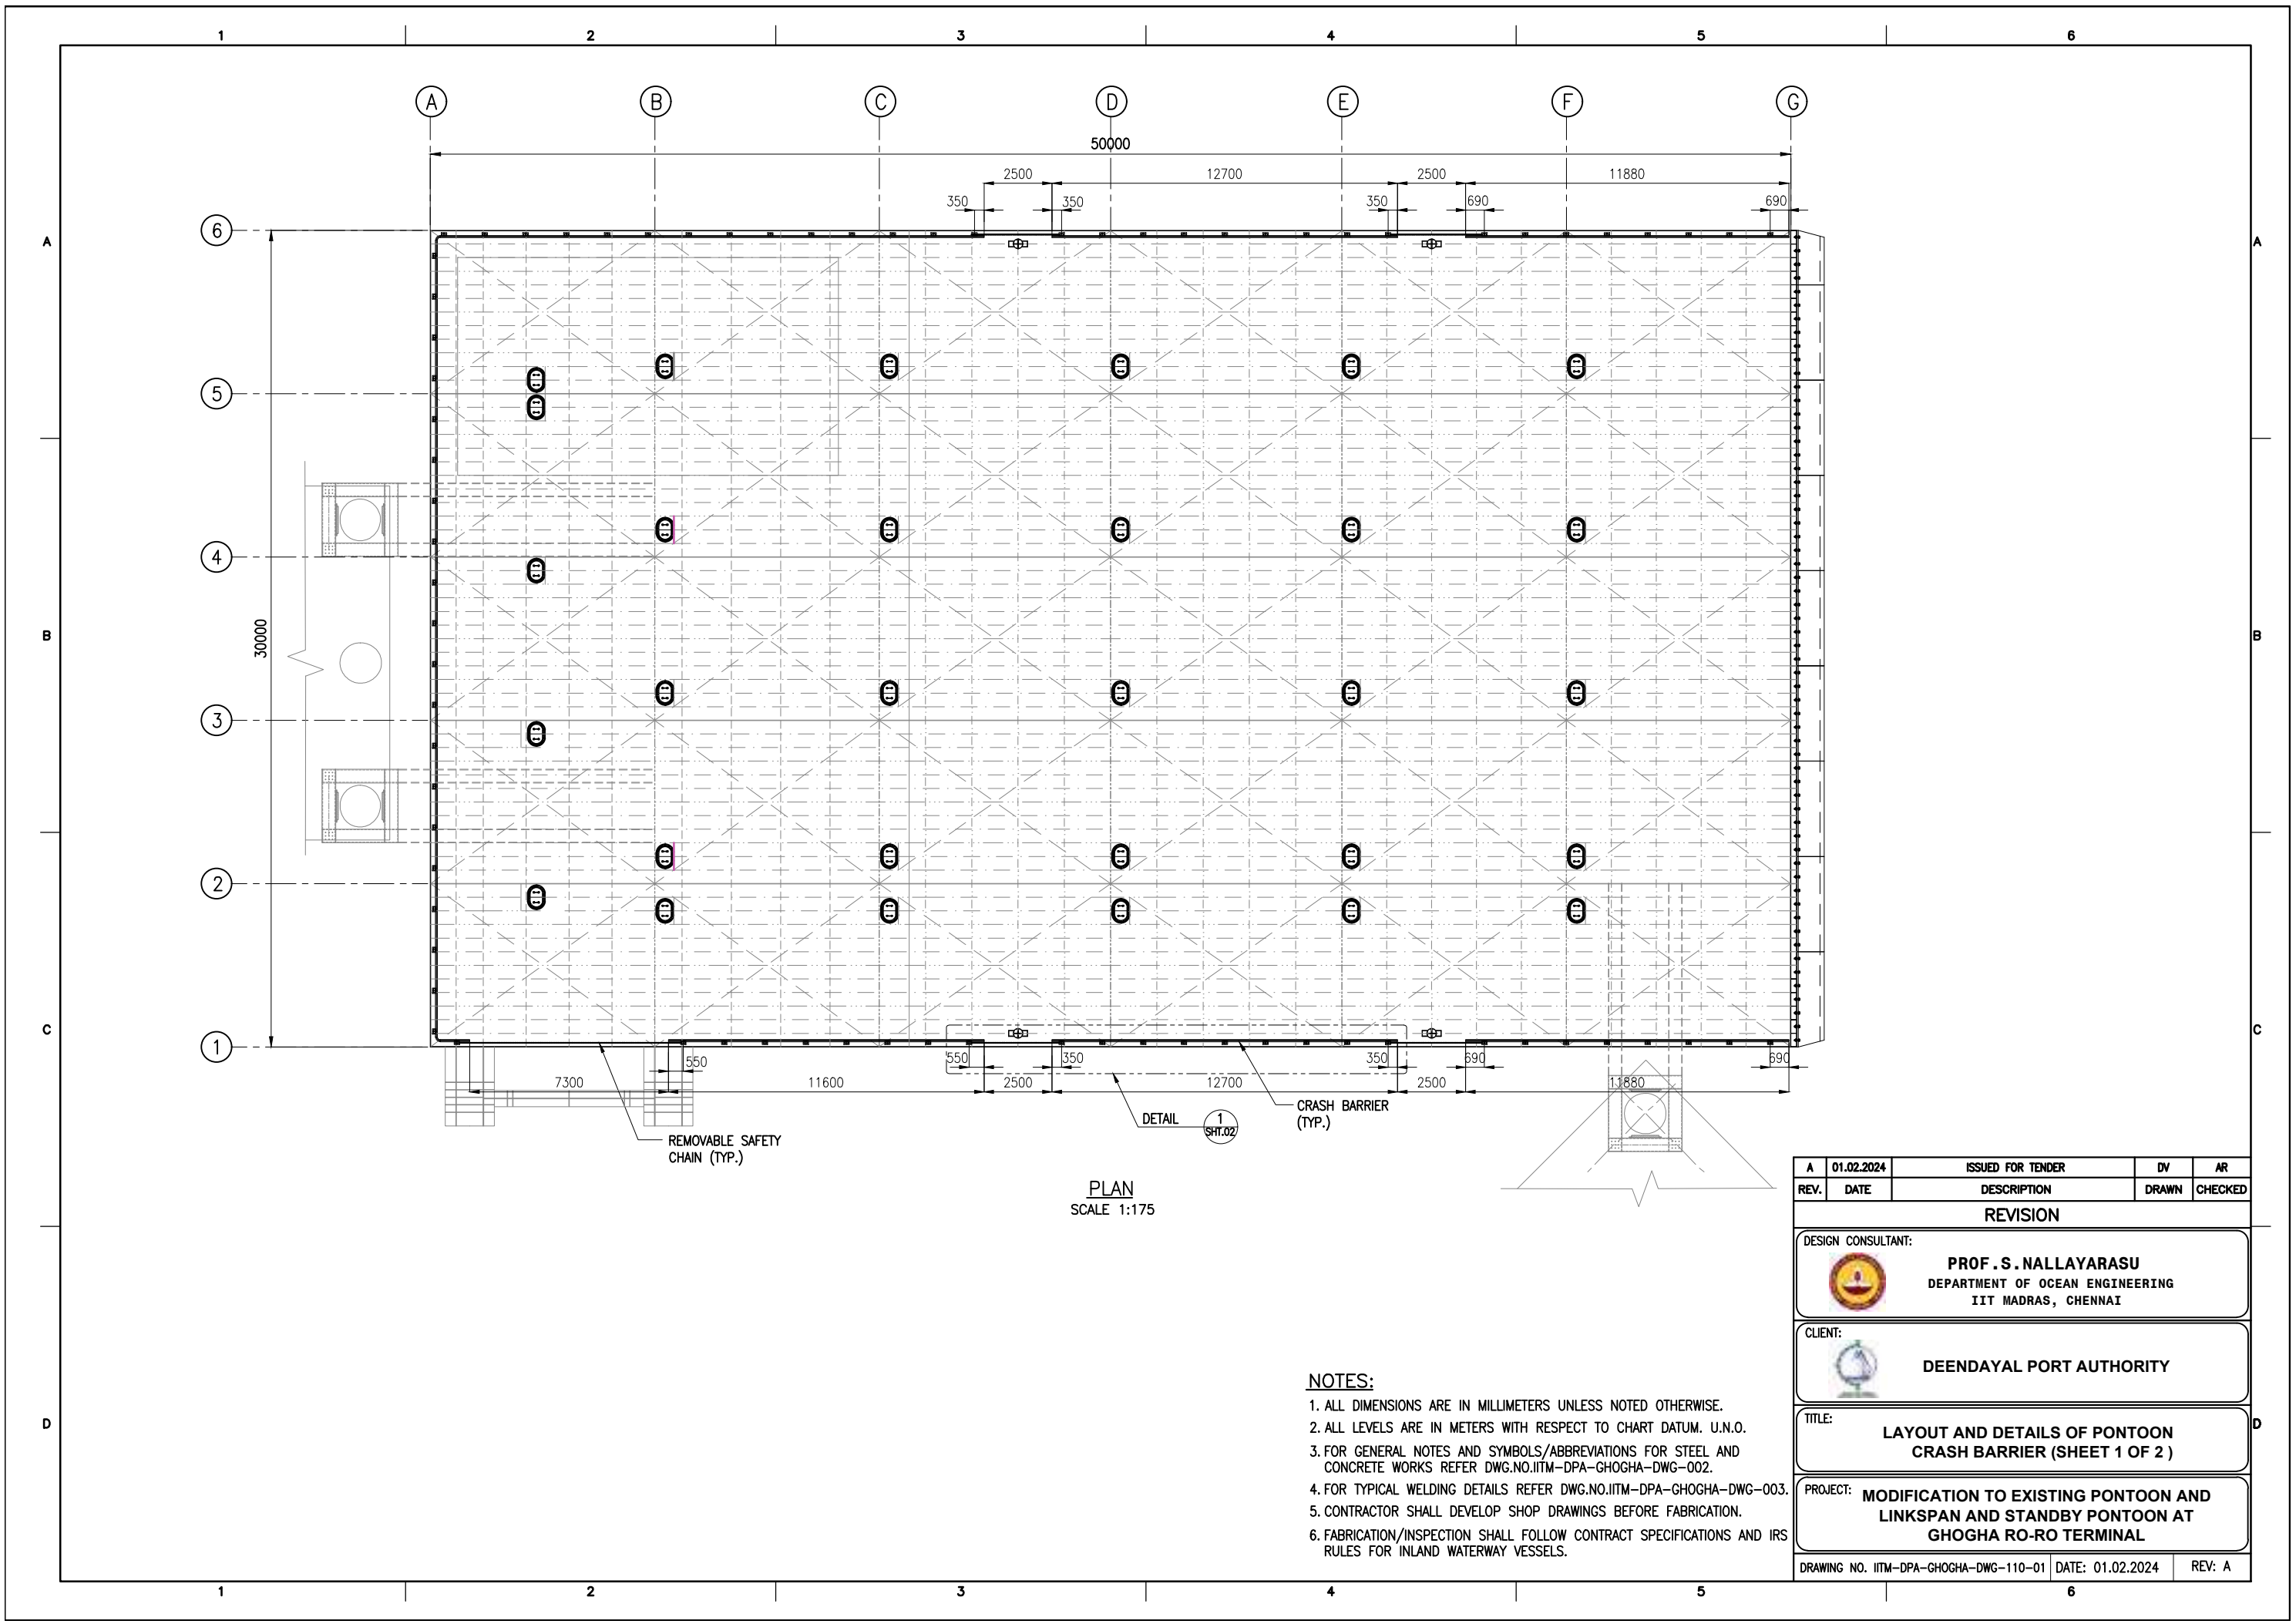 1 2 3 4 5 6
A B C D E F G
50000
2500 12700 2500 11880
350 350 350 690 690
6
A A
5
4
B B
30000
3
2
C C
1
550 550 350 350 690 690
7300 11600 2500 12700 2500 11880
REMOVABLE SAFETY
CHAIN (TYP.)
DETAIL
1
SHT.02
CRASH BARRIER
(TYP.)
PLAN
SCALE 1:175
A 01.02.2024 ISSUED FOR TENDER DV AR
REV. DATE DESCRIPTION DRAWN CHECKED
REVISION
DESIGN CONSULTANT:
PROF.S.NALLAYARASU
DEPARTMENT OF OCEAN ENGINEERING
IIT MADRAS, CHENNAI
CLIENT:
DEENDAYAL PORT AUTHORITY
TITLE:
LAYOUT AND DETAILS OF PONTOON
CRASH BARRIER (SHEET 1 OF 2 )
PROJECT:
MODIFICATION TO EXISTING PONTOON AND
LINKSPAN AND STANDBY PONTOON AT
GHOGHA RO-RO TERMINAL
DRAWING NO. IITM-DPA-GHOGHA-DWG-110-01 DATE: 01.02.2024 REV: A
NOTES:
1. ALL DIMENSIONS ARE IN MILLIMETERS UNLESS NOTED OTHERWISE.
2. ALL LEVELS ARE IN METERS WITH RESPECT TO CHART DATUM. U.N.O.
3. FOR GENERAL NOTES AND SYMBOLS/ABBREVIATIONS FOR STEEL AND
CONCRETE WORKS REFER DWG.NO.IITM-DPA-GHOGHA-DWG-002.
4. FOR TYPICAL WELDING DETAILS REFER DWG.NO.IITM-DPA-GHOGHA-DWG-003.
5. CONTRACTOR SHALL DEVELOP SHOP DRAWINGS BEFORE FABRICATION.
6. FABRICATION/INSPECTION SHALL FOLLOW CONTRACT SPECIFICATIONS AND IRS
RULES FOR INLAND WATERWAY VESSELS.
D D
1 2 3 4 5 6